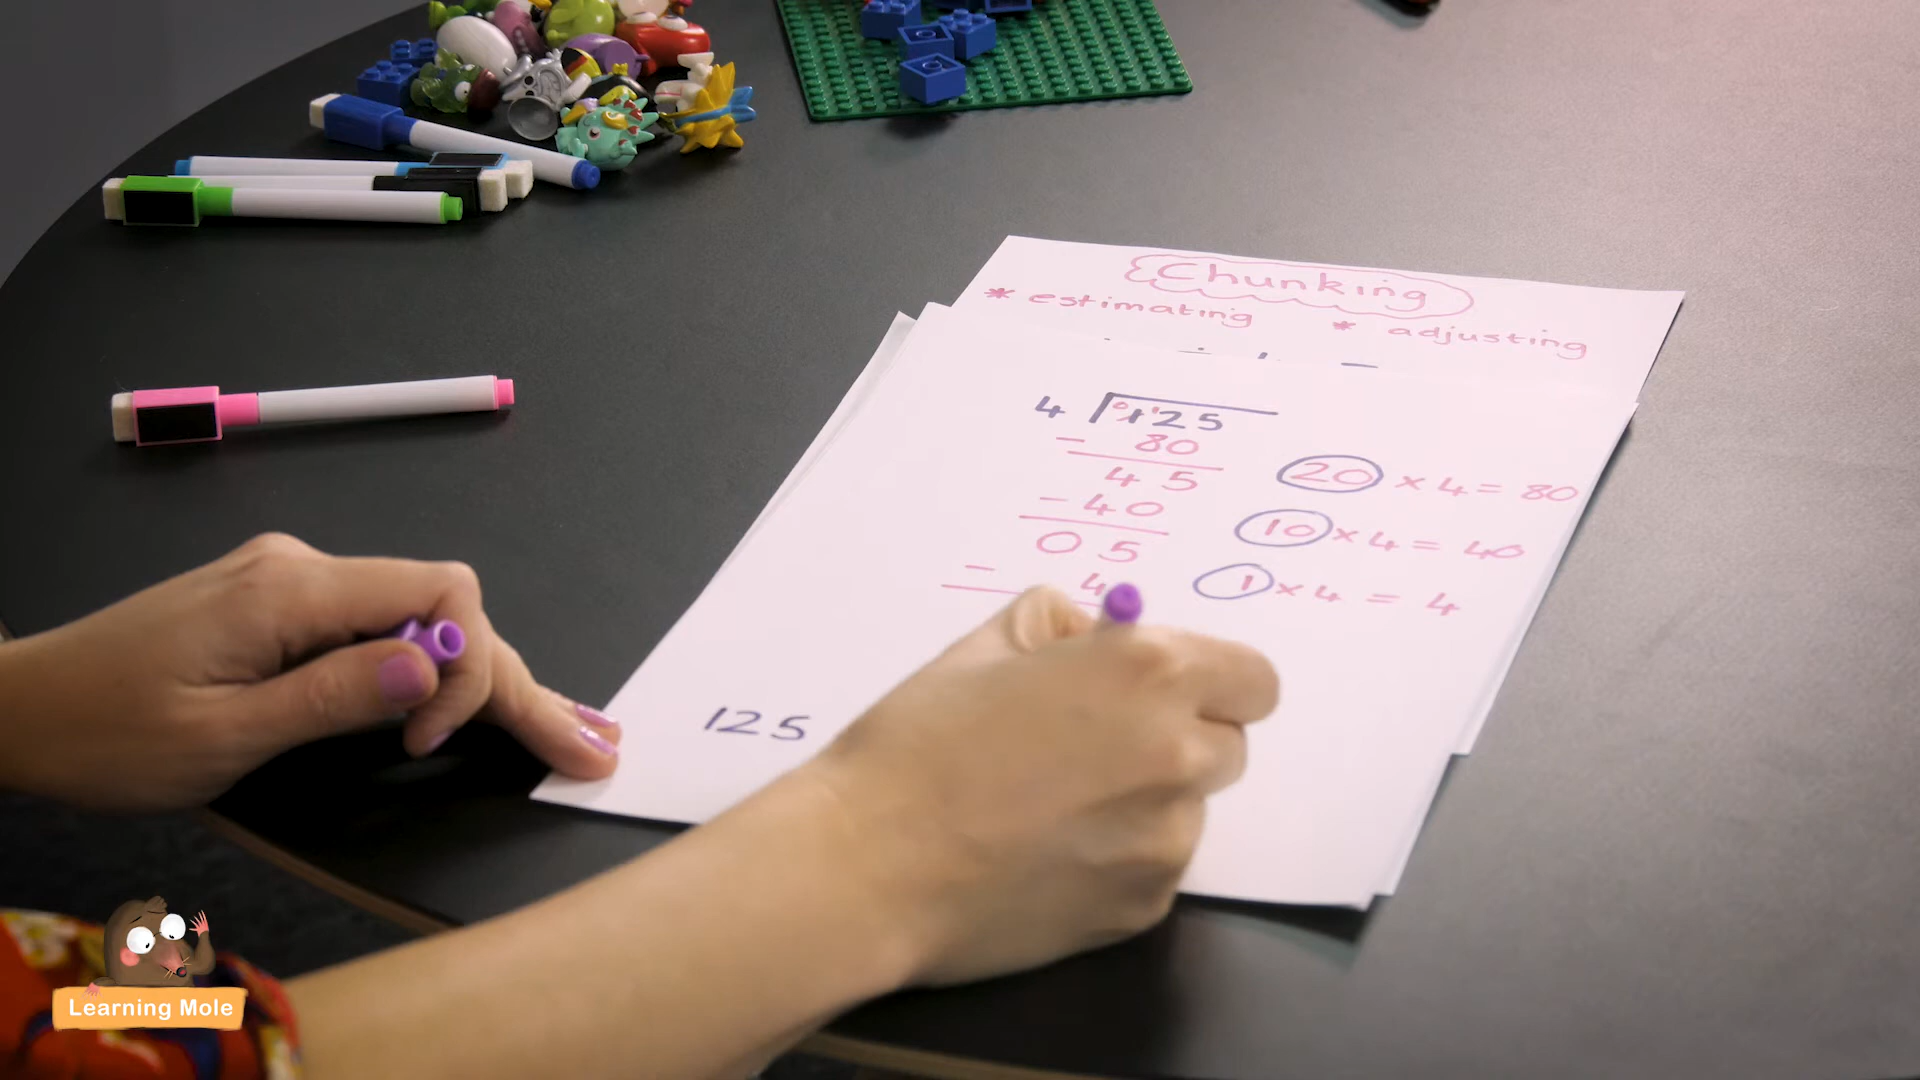 Chunking
* estimating * adjusting
4 125
- 80
45 20 × 4 = 80
- 40
05 10 × 4 = 40
- 4 1 × 4 = 4
125
Learning Mole